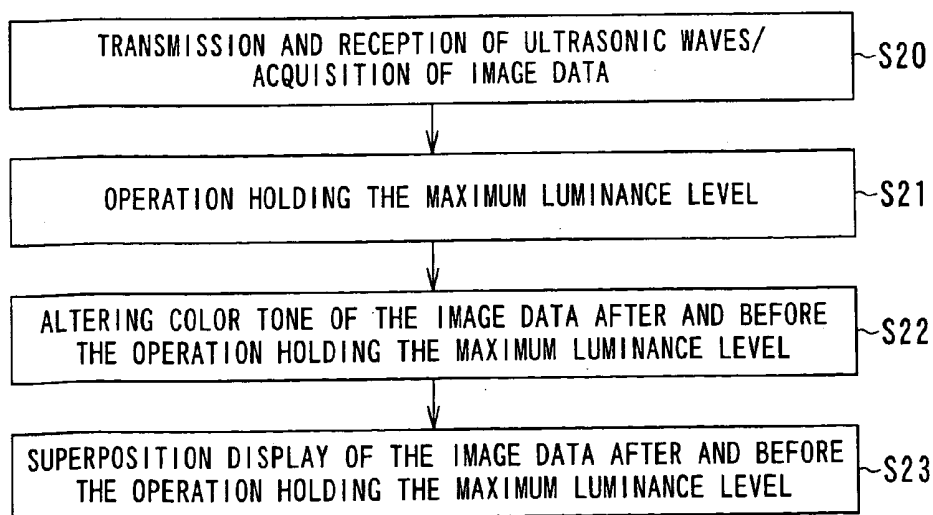 TRANSMISSION AND RECEPTION OF ULTRASONIC WAVES/
ACQUISITION OF IMAGE DATA
S20
OPERATION HOLDING THE MAXIMUM LUMINANCE LEVEL
S21
ALTERING COLOR TONE OF THE IMAGE DATA AFTER AND BEFORE
THE OPERATION HOLDING THE MAXIMUM LUMINANCE LEVEL
S22
SUPERPOSITION DISPLAY OF THE IMAGE DATA AFTER AND BEFORE
THE OPERATION HOLDING THE MAXIMUM LUMINANCE LEVEL
S23